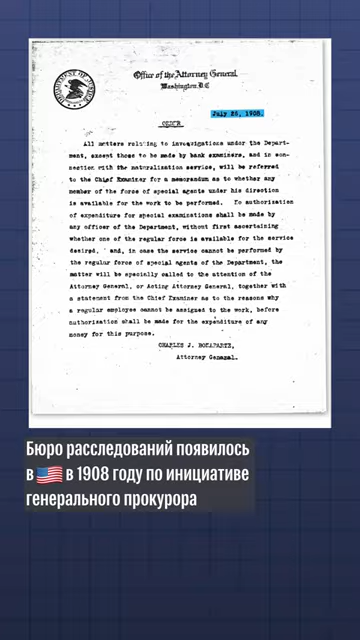 Office of the Attorney General
Washington, D.C.
July 26, 1908.
ORDER
All matters relating to investigations under the Depart-
ment, except those to be made by bank examiners, and in con-
nection with the naturalization service, will be referred
to the Chief Examiner for a memorandum as to whether any
member of the force of special agents under his direction
is available for the work to be performed. No authorization
of expenditure for special examinations shall be made by
any officer of the Department, without first ascertaining
whether one of the regular force is available for the service
desired, and, in case the service cannot be performed by
the regular force of special agents of the Department, the
matter will be specially called to the attention of the
Attorney General, or Acting Attorney General, together with
a statement from the Chief Examiner as to the reasons why
a regular employee cannot be assigned to the work, before
authorization shall be made for the expenditure of any
money for this purpose.
CHARLES J. BONAPARTE,
Attorney General.
Бюро расследований появилось
в 🇺🇸 в 1908 году по инициативе
генерального прокурора